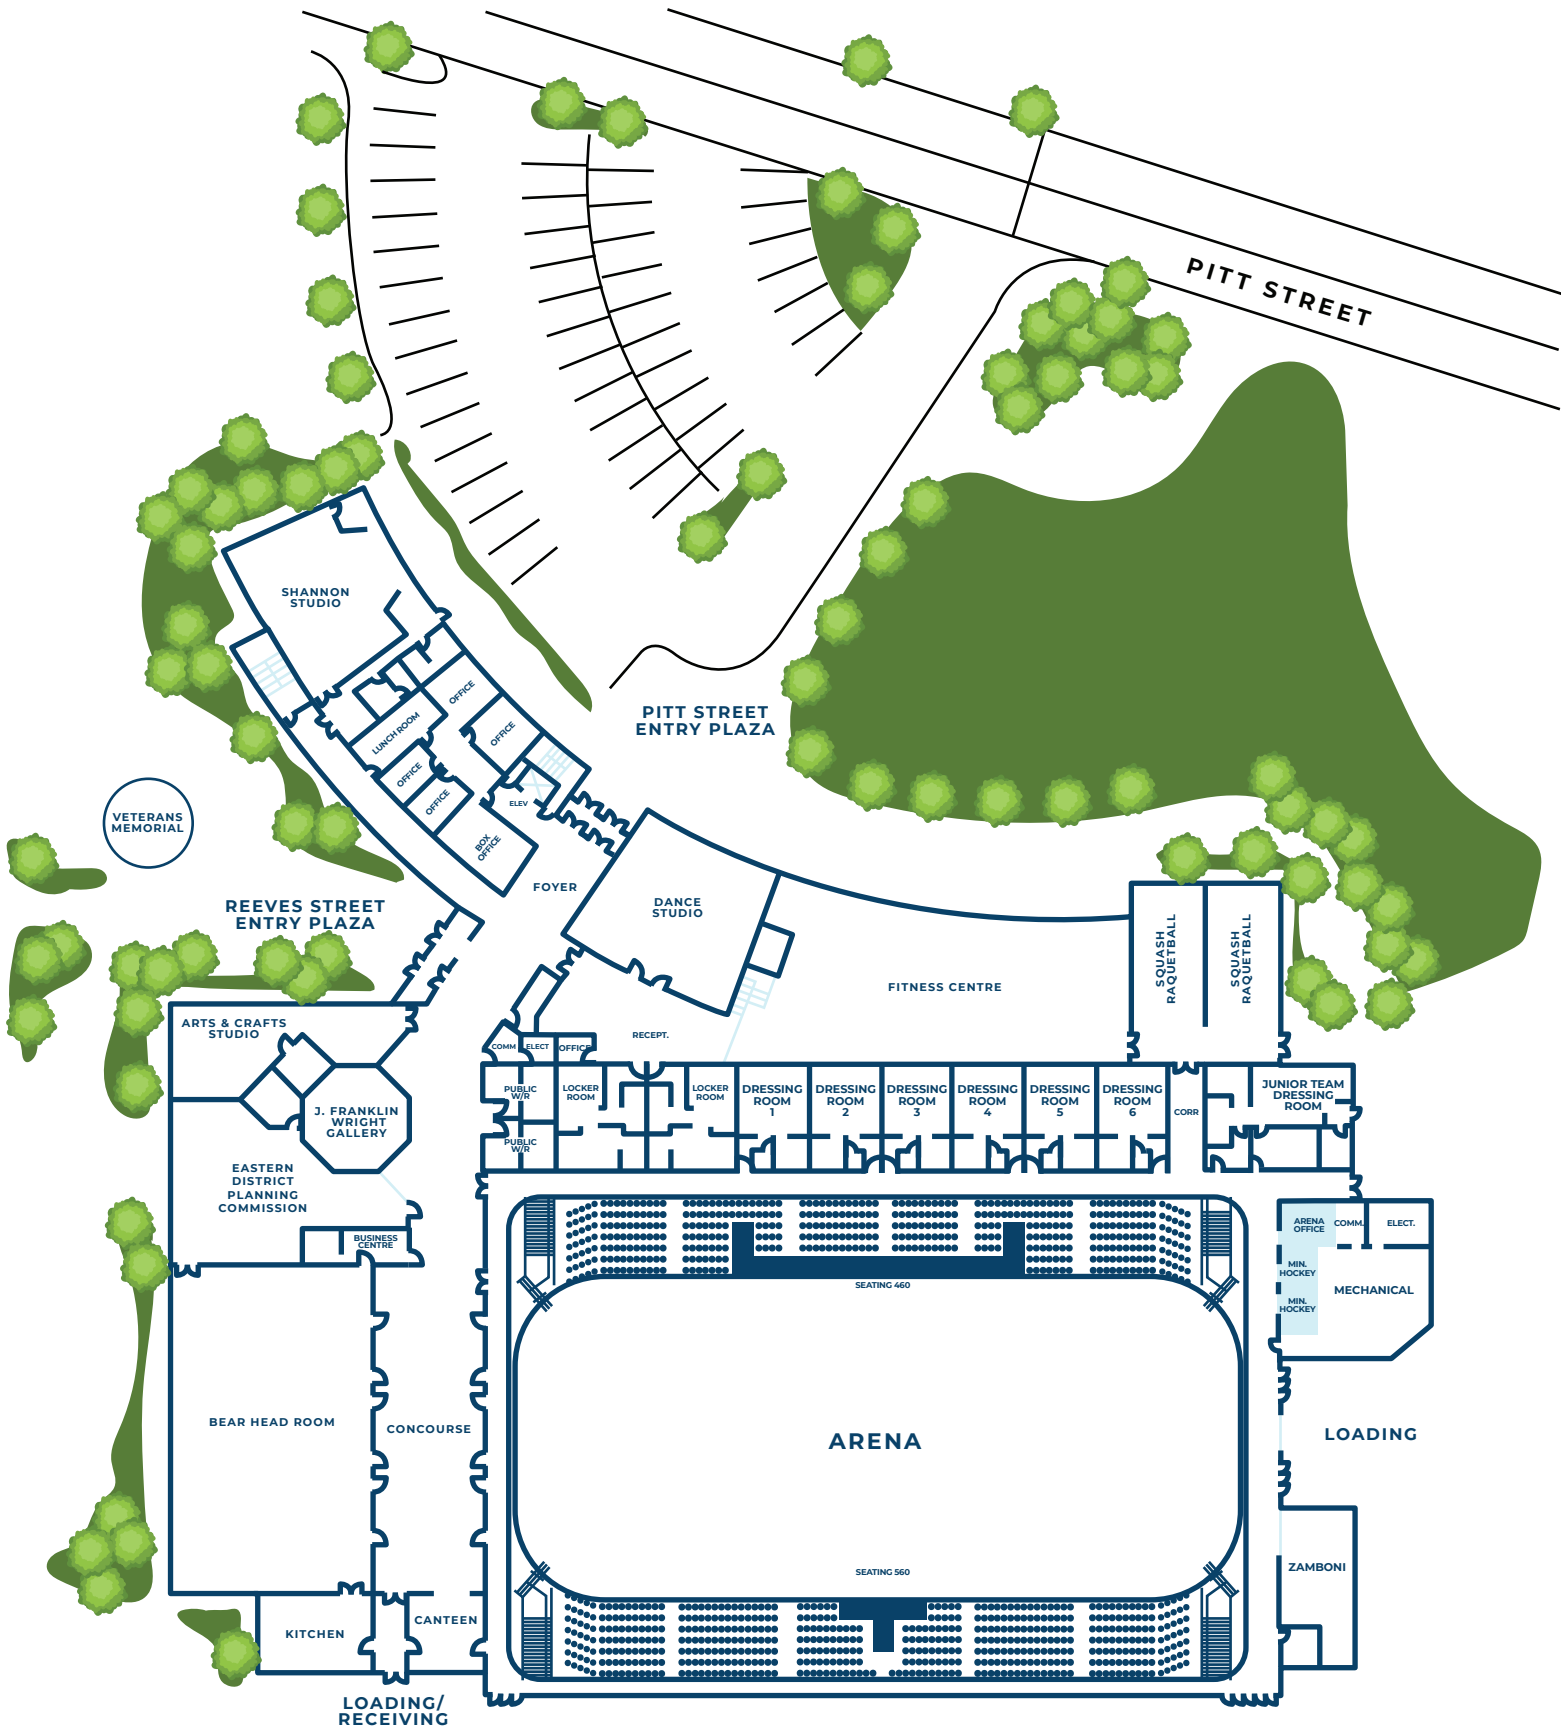 PITT STREET
SHANNON
STUDIO
OFFICE
LUNCH ROOM
OFFICE
OFFICE
OFFICE
ELEV
BOX
OFFICE
PITT STREET
ENTRY PLAZA
VETERANS
MEMORIAL
REEVES STREET
ENTRY PLAZA
FOYER
DANCE
STUDIO
FITNESS CENTRE
SQUASH
RAQUETBALL
SQUASH
RAQUETBALL
ARTS & CRAFTS
STUDIO
RECEPT.
COMM
ELECT
OFFICE
PUBLIC
W/R
LOCKER
ROOM
LOCKER
ROOM
DRESSING
ROOM
1
DRESSING
ROOM
2
DRESSING
ROOM
3
DRESSING
ROOM
4
DRESSING
ROOM
5
DRESSING
ROOM
6
CORR
JUNIOR TEAM
DRESSING
ROOM
J. FRANKLIN
WRIGHT
GALLERY
PUBLIC
W/R
EASTERN
DISTRICT
PLANNING
COMMISSION
BUSINESS
CENTRE
ARENA
OFFICE
COMM.
ELECT.
MIN.
HOCKEY
MIN.
HOCKEY
MECHANICAL
SEATING 460
BEAR HEAD ROOM
CONCOURSE
ARENA
LOADING
SEATING 560
ZAMBONI
KITCHEN
CANTEEN
LOADING/
RECEIVING